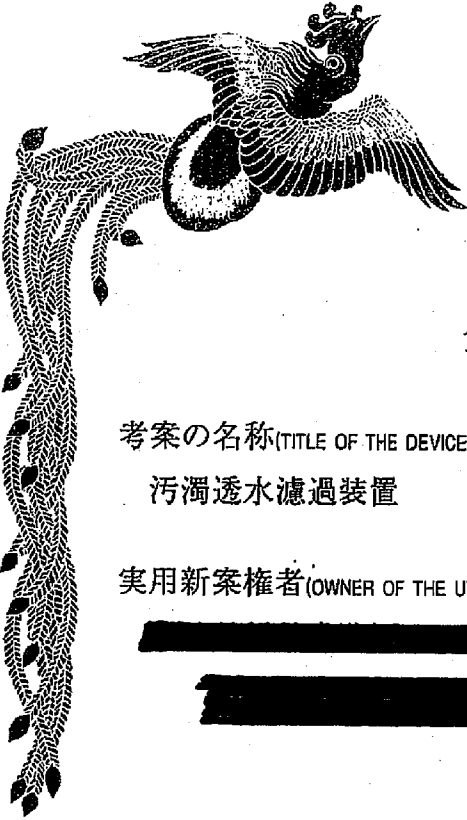 考案の名称(TITLE OF THE DEVICE
汚濁透水濾過装置
実用新案権者(OWNER OF THE U